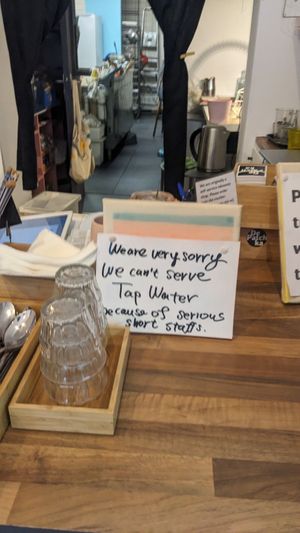 We are very sorry
We can't serve
Tap Water
because of serious
short staffs.